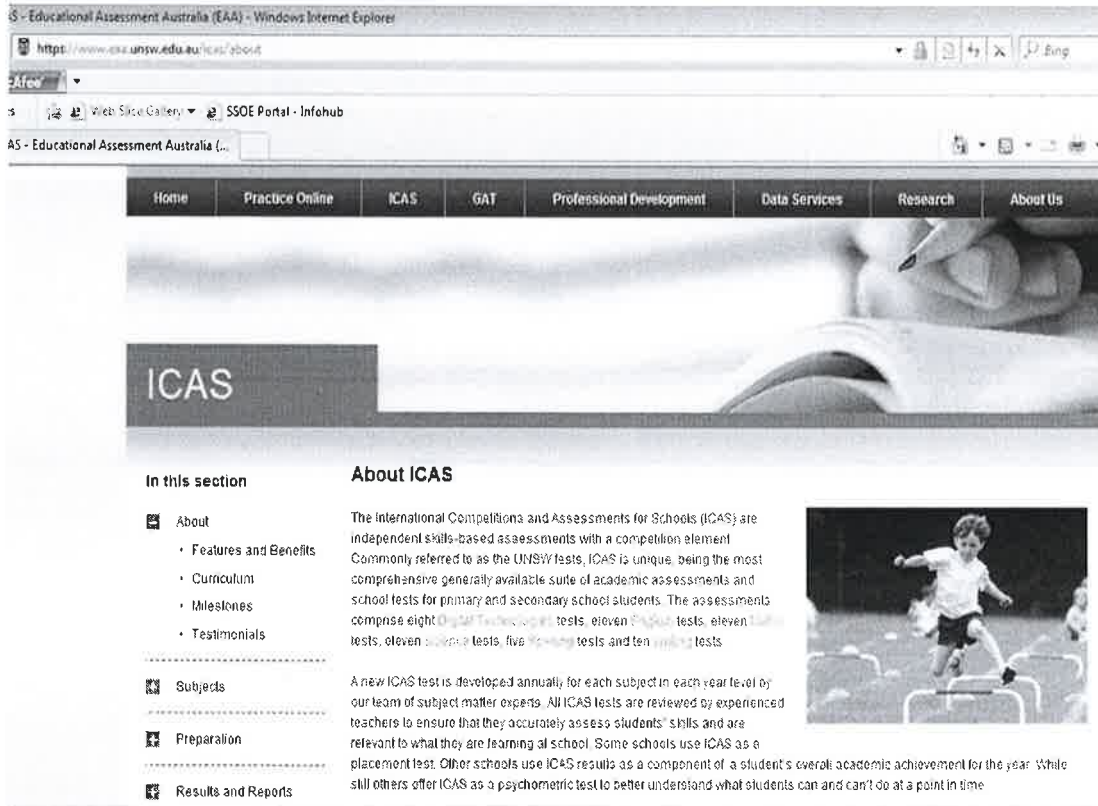 S - Educational Assessment Australia (EAA) - Windows Internet Explorer
https://www.eaa.unsw.edu.au/icas/about
Bing
cAfee
s Web Slice Gallery SSOE Portal - Infohub
AS - Educational Assessment Australia (...
Home Practice Online ICAS GAT Professional Development Data Services Research About Us
ICAS
In this section
About
• Features and Benefits
• Curriculum
• Milestones
• Testimonials
Subjects
Preparation
Results and Reports
About ICAS
The International Competitions and Assessments for Schools (ICAS) are
independent skills-based assessments with a competition element
Commonly referred to as the UNSW tests, ICAS is unique, being the most
comprehensive generally available suite of academic assessments and
school tests for primary and secondary school students. The assessments
comprise eight Digital Technologies tests, eleven English tests, eleven
tests, eleven science tests, five tests and ten writing tests
A new ICAS test is developed annually for each subject in each year level by
our team of subject matter experts. All ICAS tests are reviewed by experienced
teachers to ensure that they accurately assess students' skills and are
relevant to what they are learning at school. Some schools use ICAS as a
placement test. Other schools use ICAS results as a component of a student's overall academic achievement for the year. While
still others offer ICAS as a psychometric test to better understand what students can and can't do at a point in time